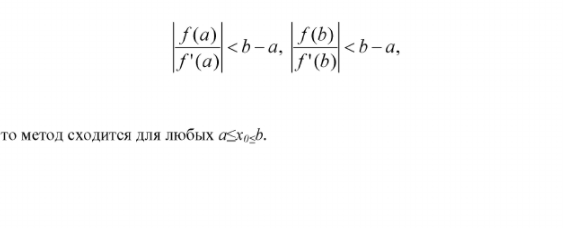 |f(a)/f'(a)| < b − a, |f(b)/f'(b)| < b − a,
то метод сходится для любых a≤x₀≤b.